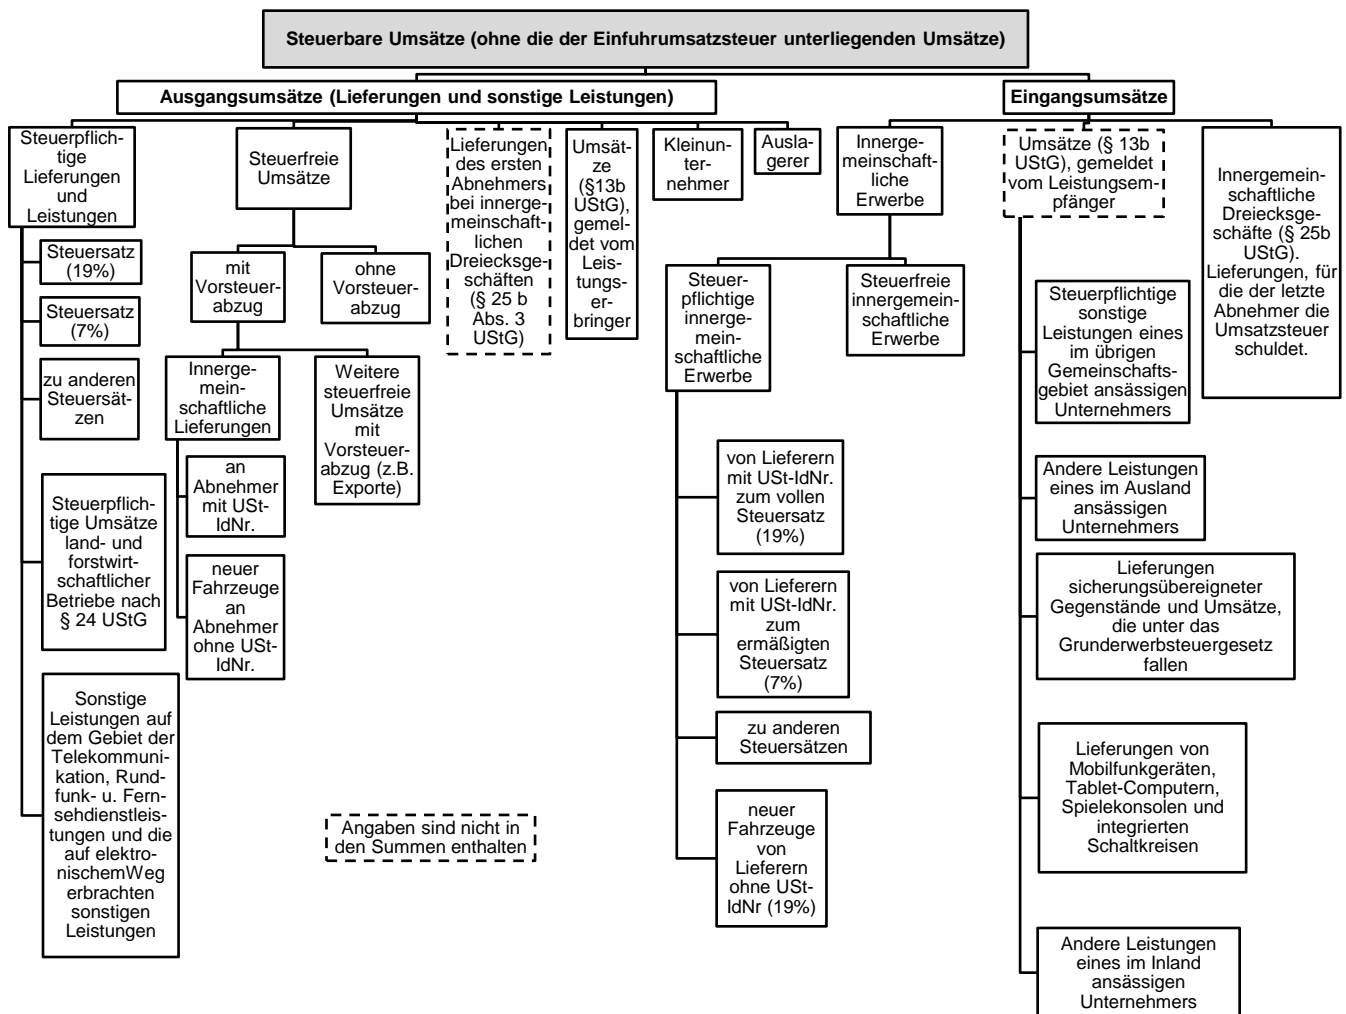 Steuerbare Umsätze (ohne die der Einfuhrumsatzsteuer unterliegenden Umsätze)
Ausgangsumsätze (Lieferungen und sonstige Leistungen)
Eingangsumsätze
Steuerpflich-
tige
Lieferungen
und
Leistungen
Steuerfreie
Umsätze
Lieferungen
des ersten
Abnehmers
bei innerge-
meinschaft-
lichen
Dreiecksge-
schäften
(§ 25 b
Abs. 3
UStG)
Umsät-
ze
(§13b
UStG),
gemel-
det vom
Leis-
tungser-
bringer
Kleinun-
ter-
nehmer
Ausla-
gerer
Innerge-
meinschaft-
liche
Erwerbe
Umsätze (§ 13b
UStG), gemeldet
vom Leistungsem-
pfänger
Innergemein-
schaftliche
Dreiecksge-
schäfte (§ 25b
UStG).
Lieferungen, für
die der letzte
Abnehmer die
Umsatzsteuer
schuldet.
Steuersatz
(19%)
Steuersatz
(7%)
zu anderen
Steuersät-
zen
Steuerpflich-
tige Umsätze
land- und
forstwirt-
schaftlicher
Betriebe nach
§ 24 UStG
Sonstige
Leistungen auf
dem Gebiet der
Telekommuni-
kation, Rund-
funk- u. Fern-
sehdienstleis-
tungen und die
auf elektro-
nischemWeg
erbrachten
sonstigen
Leistungen
mit
Vorsteuer-
abzug
ohne
Vorsteuer-
abzug
Innerge-
mein-
schaftliche
Lieferungen
Weitere
steuerfreie
Umsätze
mit
Vorsteuer-
abzug (z.B.
Exporte)
an
Abnehmer
mit USt-
IdNr.
neuer
Fahrzeuge
an
Abnehmer
ohne USt-
IdNr.
Angaben sind nicht in
den Summen enthalten
Steuer-
pflichtige
innerge-
mein-
schaftliche
Erwerbe
Steuerfreie
innergemein-
schaftliche
Erwerbe
von Lieferern
mit USt-IdNr.
zum vollen
Steuersatz
(19%)
von Lieferern
mit USt-IdNr.
zum
ermäßigten
Steuersatz
(7%)
zu anderen
Steuersätzen
neuer
Fahrzeuge
von
Lieferern
ohne USt-
IdNr (19%)
Steuerpflichtige
sonstige
Leistungen eines
im übrigen
Gemeinschafts-
gebiet ansässigen
Unternehmers
Andere Leistungen
eines im Ausland
ansässigen
Unternehmers
Lieferungen
sicherungsübereigneter
Gegenstände und Umsätze,
die unter das
Grunderwerbsteuergesetz
fallen
Lieferungen von
Mobilfunkgeräten,
Tablet-Computern,
Spielekonsolen und
integrierten
Schaltkreisen
Andere Leistungen
eines im Inland
ansässigen
Unternehmers